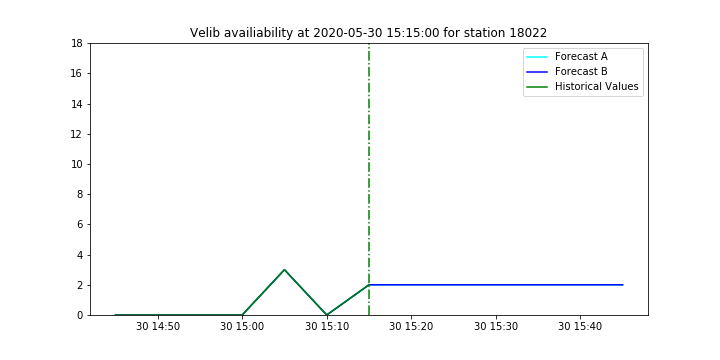 Velib availiability at 2020-05-30 15:15:00 for station 18022
18
16
14
12
10
8
6
4
2
0
Forecast A
Forecast B
Historical Values
30 14:50 30 15:00 30 15:10 30 15:20 30 15:30 30 15:40